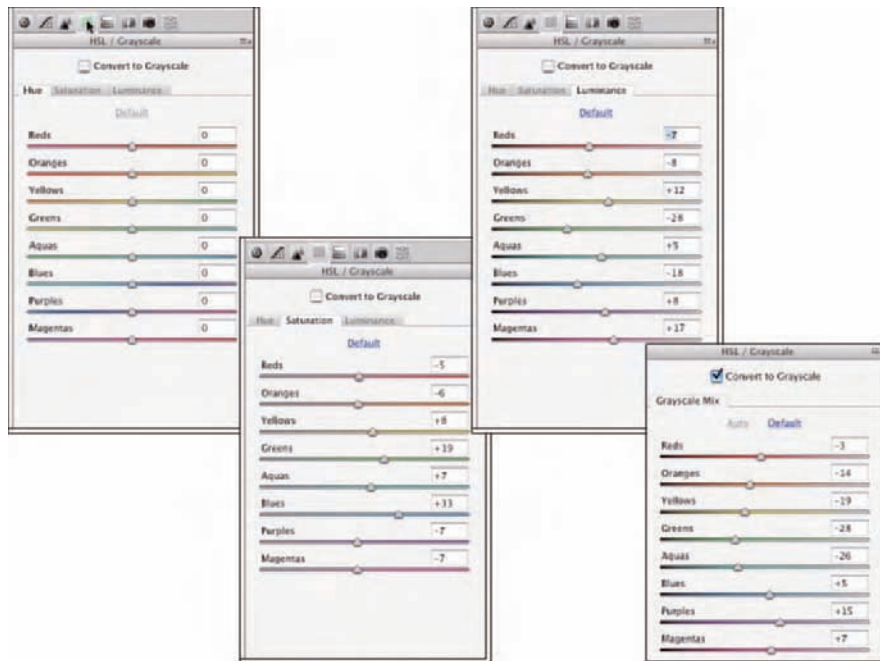 HSL / Grayscale
Convert to Grayscale
Hue Saturation Luminance
Default
Reds 0
Oranges 0
Yellows 0
Greens 0
Aquas 0
Blues 0
Purples 0
Magentas 0
HSL / Grayscale
Convert to Grayscale
Hue Saturation Luminance
Default
Reds -5
Oranges -6
Yellows +8
Greens +19
Aquas +7
Blues +33
Purples -7
Magentas -7
HSL / Grayscale
Convert to Grayscale
Hue Saturation Luminance
Default
Reds -7
Oranges -8
Yellows +12
Greens -28
Aquas +5
Blues -18
Purples +8
Magentas +17
HSL / Grayscale
Convert to Grayscale
Grayscale Mix
Auto Default
Reds -3
Oranges -14
Yellows -19
Greens -28
Aquas -26
Blues +5
Purples +15
Magentas +7